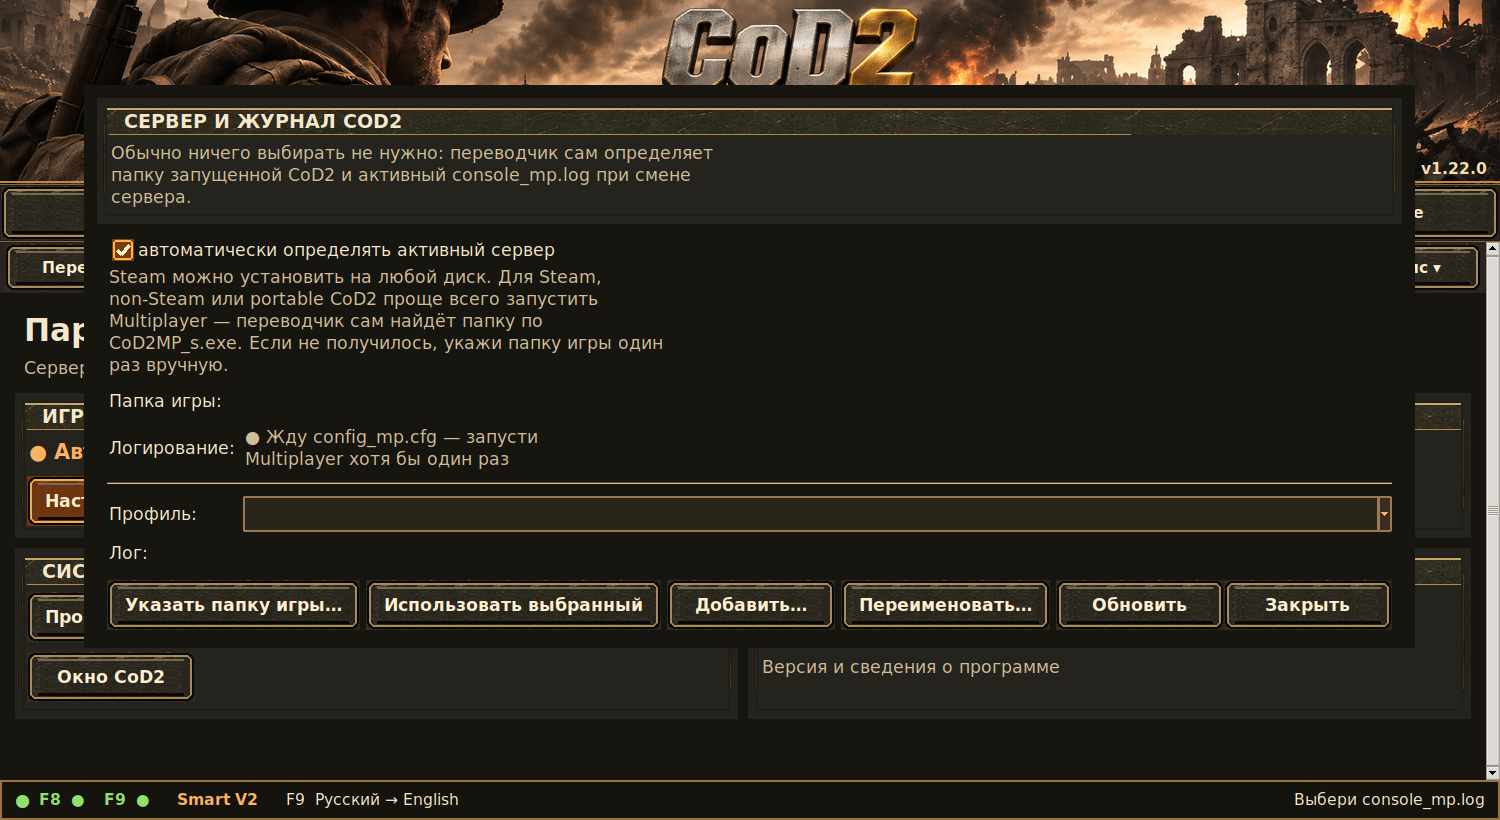 CoD2
v1.22.0
СЕРВЕР И ЖУРНАЛ COD2
Обычно ничего выбирать не нужно: переводчик сам определяет
папку запущенной CoD2 и активный console_mp.log при смене
сервера.
автоматически определять активный сервер
Steam можно установить на любой диск. Для Steam,
non-Steam или portable CoD2 проще всего запустить
Multiplayer — переводчик сам найдёт папку по
CoD2MP_s.exe. Если не получилось, укажи папку игры один
раз вручную.
Папка игры:
Логирование:
● Жду config_mp.cfg — запусти
Multiplayer хотя бы один раз
Профиль:
Лог:
Указать папку игры...
Использовать выбранный
Добавить...
Переименовать...
Обновить
Закрыть
Окно CoD2
Версия и сведения о программе
● F8 ● F9 ● Smart V2 F9 Русский → English
Выбери console_mp.log